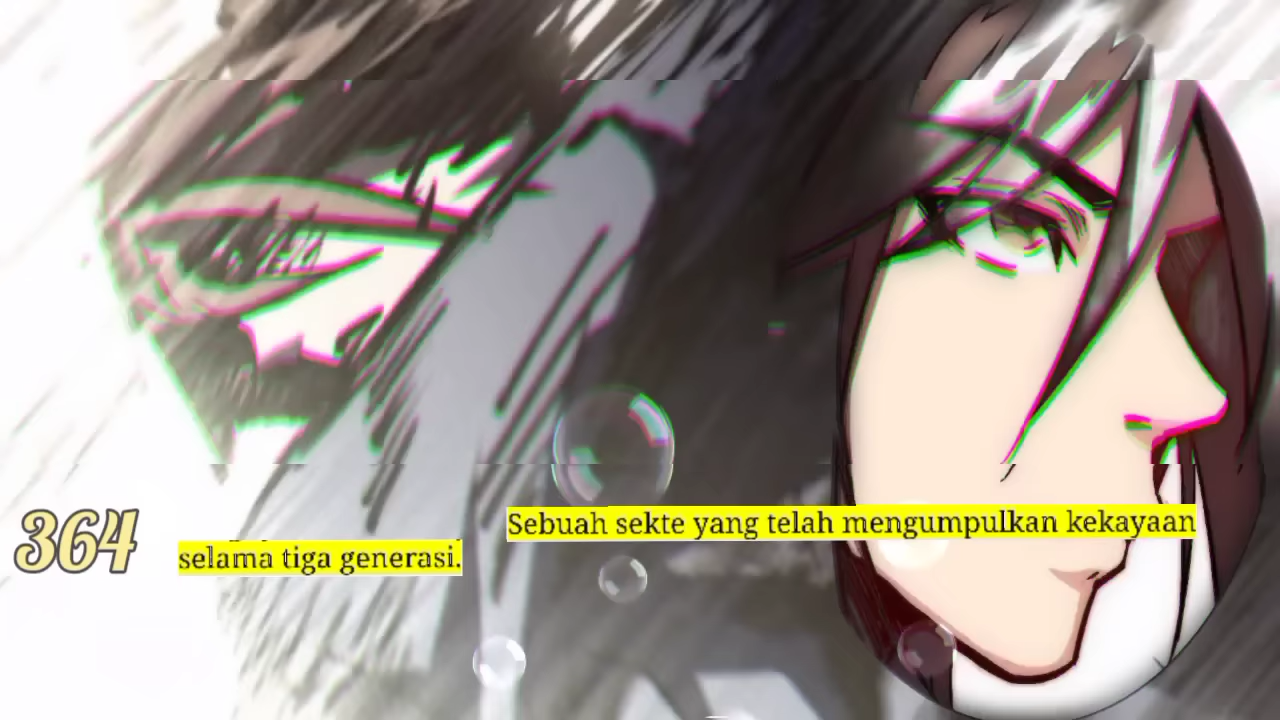 364
Sebuah sekte yang telah mengumpulkan kekayaan
selama tiga generasi.